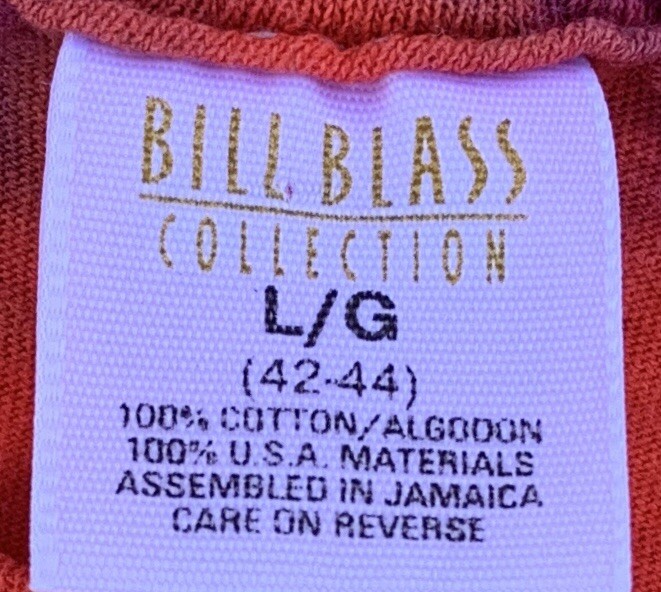 BILL BLASS
COLLECTION
L/G
(42-44)
100% COTTON/ALGODON
100% U.S.A. MATERIALS
ASSEMBLED IN JAMAICA
CARE ON REVERSE